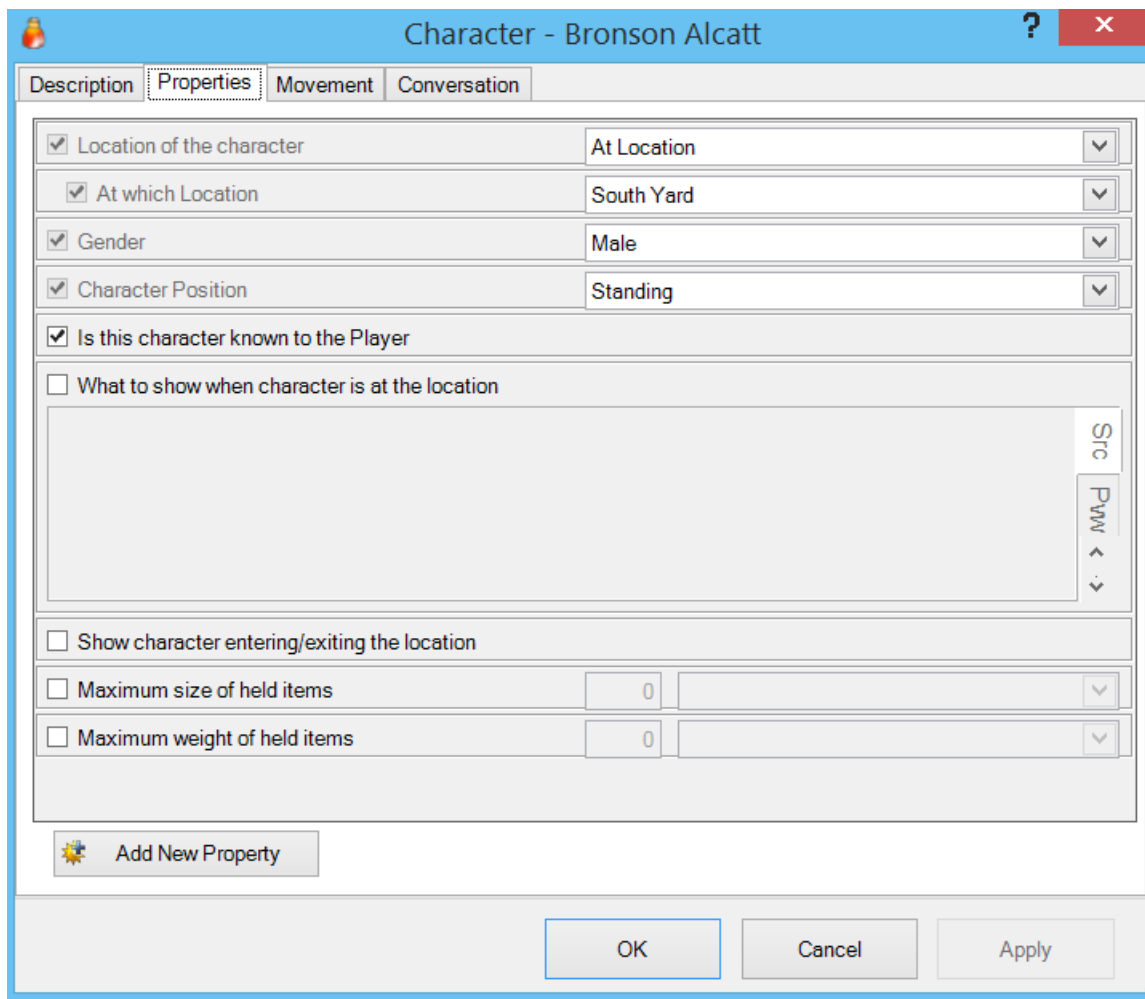 Character - Bronson Alcatt
?
Description Properties Movement Conversation
Location of the character At Location
At which Location South Yard
Gender Male
Character Position Standing
Is this character known to the Player
What to show when character is at the location
Src
Pvw
Show character entering/exiting the location
Maximum size of held items 0
Maximum weight of held items 0
Add New Property
OK Cancel Apply